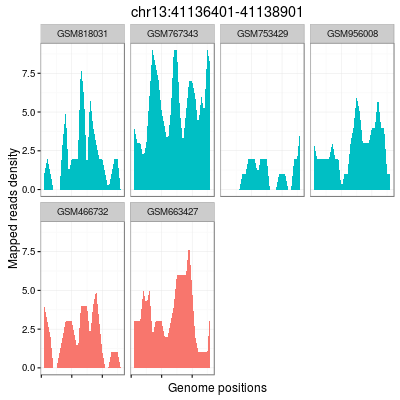 chr13:41136401-41138901
GSM818031 GSM767343 GSM753429 GSM956008
7.5
5.0
2.5
0.0
GSM466732 GSM663427
7.5
5.0
2.5
0.0
Mapped reads density
Genome positions